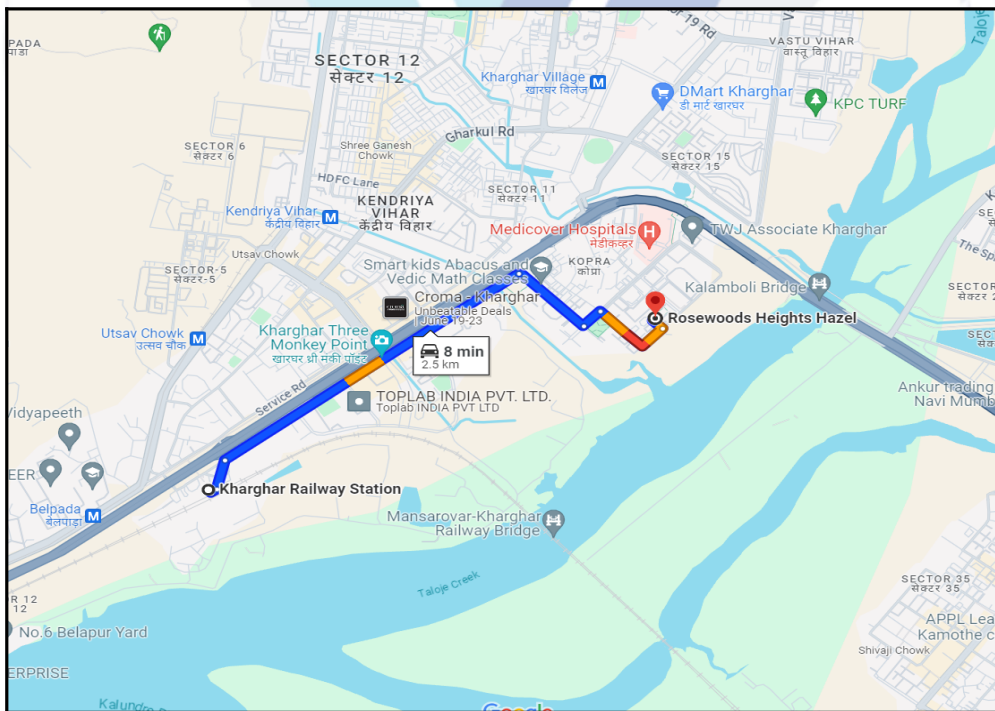 19 Rd
Taloje
PADA
पाडा
SECTOR 12
सेक्टर 12
VASTU VIHAR
वास्तू विहार
Kharghar Village
खारघर विलेज
M
DMart Kharghar
डी मार्ट खारघर
KPC TURF
Gharkul Rd
SECTOR 6
सेक्टर 6
Shree Ganesh
Chowk
SECTOR 15
सेक्टर 15
HDFC Lane
SECTOR 11
सेक्टर 11
KENDRIYA
VIHAR
केंद्रीय विहार
Kendriya Vihar
केंद्रिय विहार
M
Medicover Hospitals
मेडीकव्हर
H
TWJ Associate Kharghar
Utsav Chowk
KOPRA
कोप्रा
SECTOR-5
सेक्टर-5
Smart kids Abacus and
Vedic Math Classes
Kalamboli Bridge
Croma - Kharghar
Unbeatable Deals
| June 19-23
Rosewoods Heights Hazel
Utsav Chowk
उत्सव चौक
M
Kharghar Three
Monkey Point
खारघर थ्री मंकी पॉइंट
8 min
2.5 km
Service Rd
TOPLAB INDIA PVT. LTD.
Toplab INDIA PVT LTD
Ankur trading
Navi Mumb
Vidyapeeth
EER
Kharghar Railway Station
Belpada
बेलपाडा
M
Mansarovar-Kharghar
Railway Bridge
Taloje Creek
SECTOR 35
सेक्टर 35
R 12
12
No.6 Belapur Yard
APPL Lea
Kamothe c
Shivaji Chowk
ERPRISE
Kalundre
Google